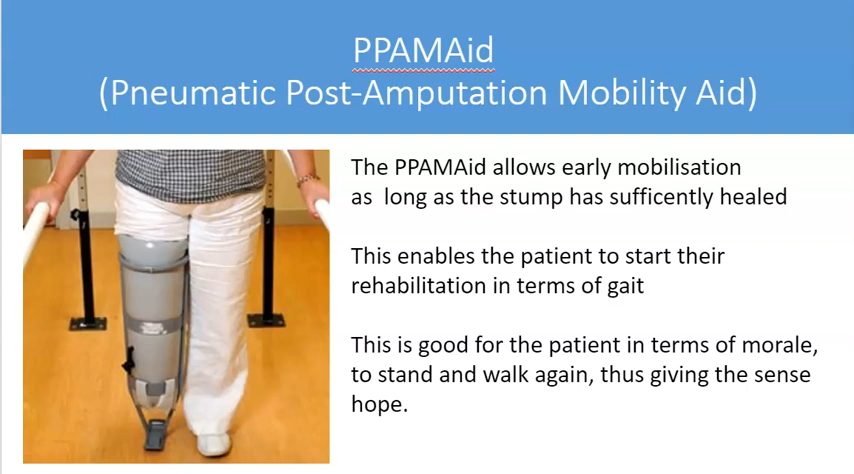 PPAMAid
(Pneumatic Post-Amputation Mobility Aid)
The PPAMAid allows early mobilisation
as  long as the stump has sufficently healed
This enables the patient to start their
rehabilitation in terms of gait
This is good for the patient in terms of morale,
to stand and walk again, thus giving the sense
hope.